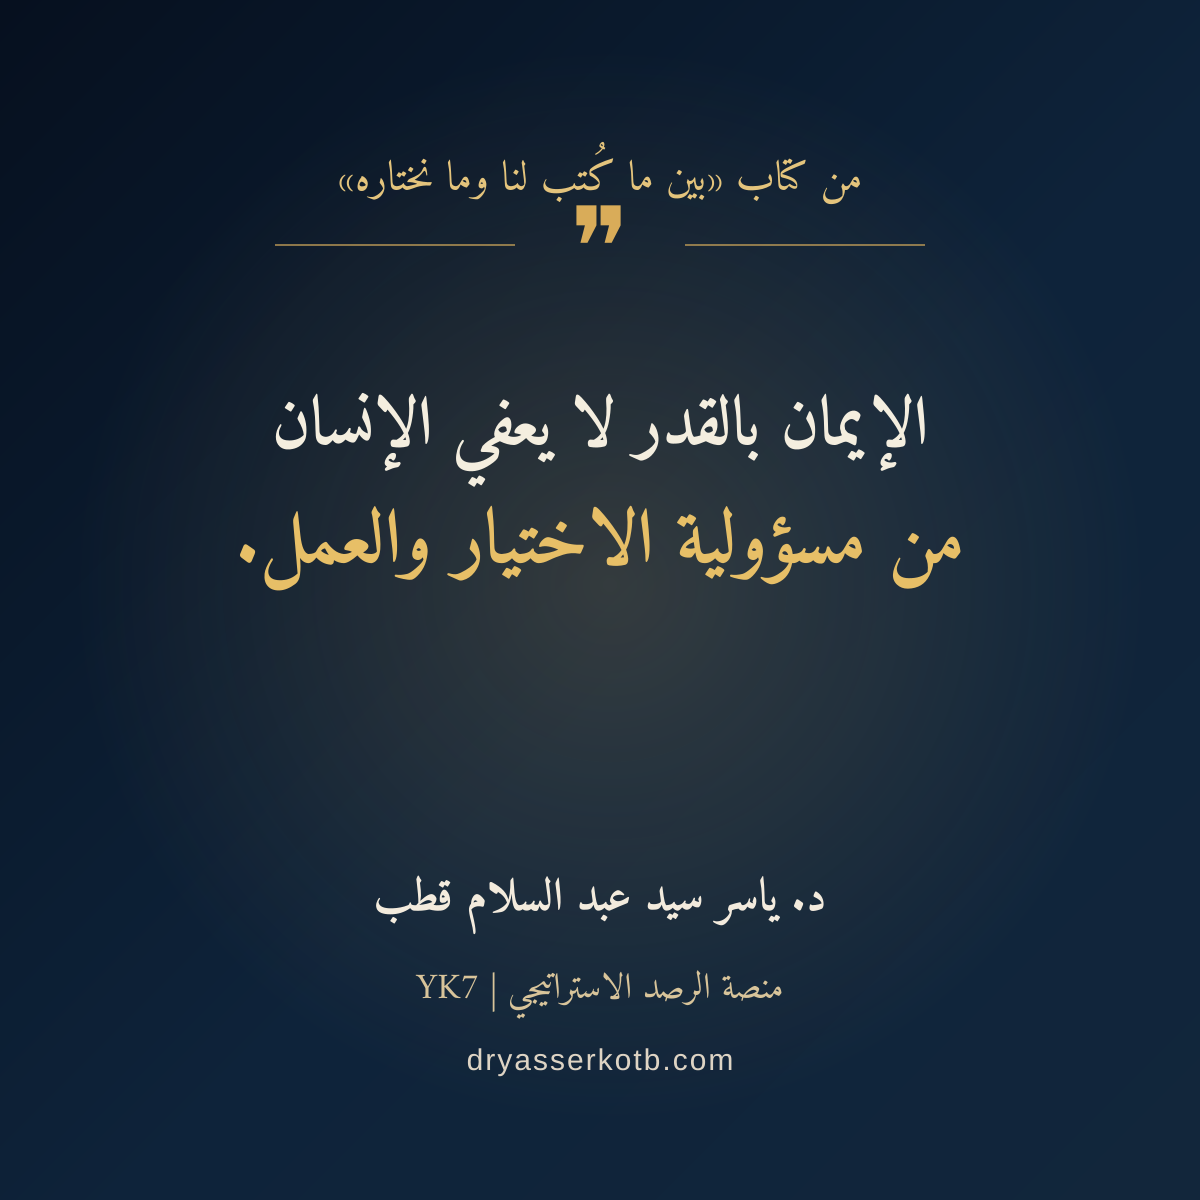 من كتاب «بين ما كُتب لنا وما نختاره»
❞
الإيمان بالقدر لا يعفي الإنسان
من مسؤولية الاختيار والعمل.
د. ياسر سيد عبد السلام قطب
منصة الرصد الاستراتيجي | YK7
dryasserkotb.com